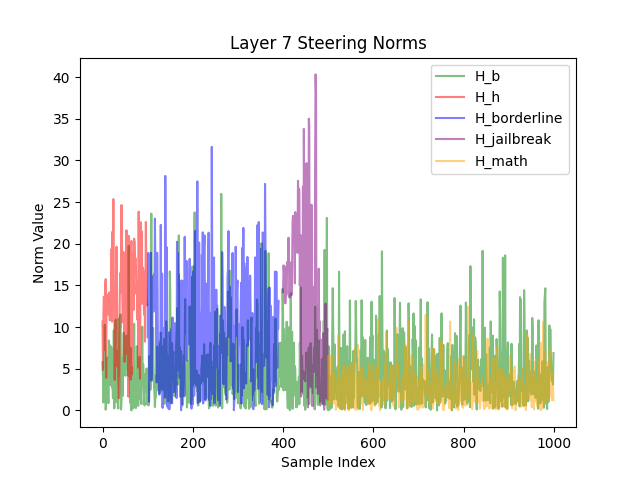 Layer 7 Steering Norms
H_b
H_h
H_borderline
H_jailbreak
H_math
Norm Value
40
35
30
25
20
15
10
5
0
0 200 400 600 800 1000
Sample Index